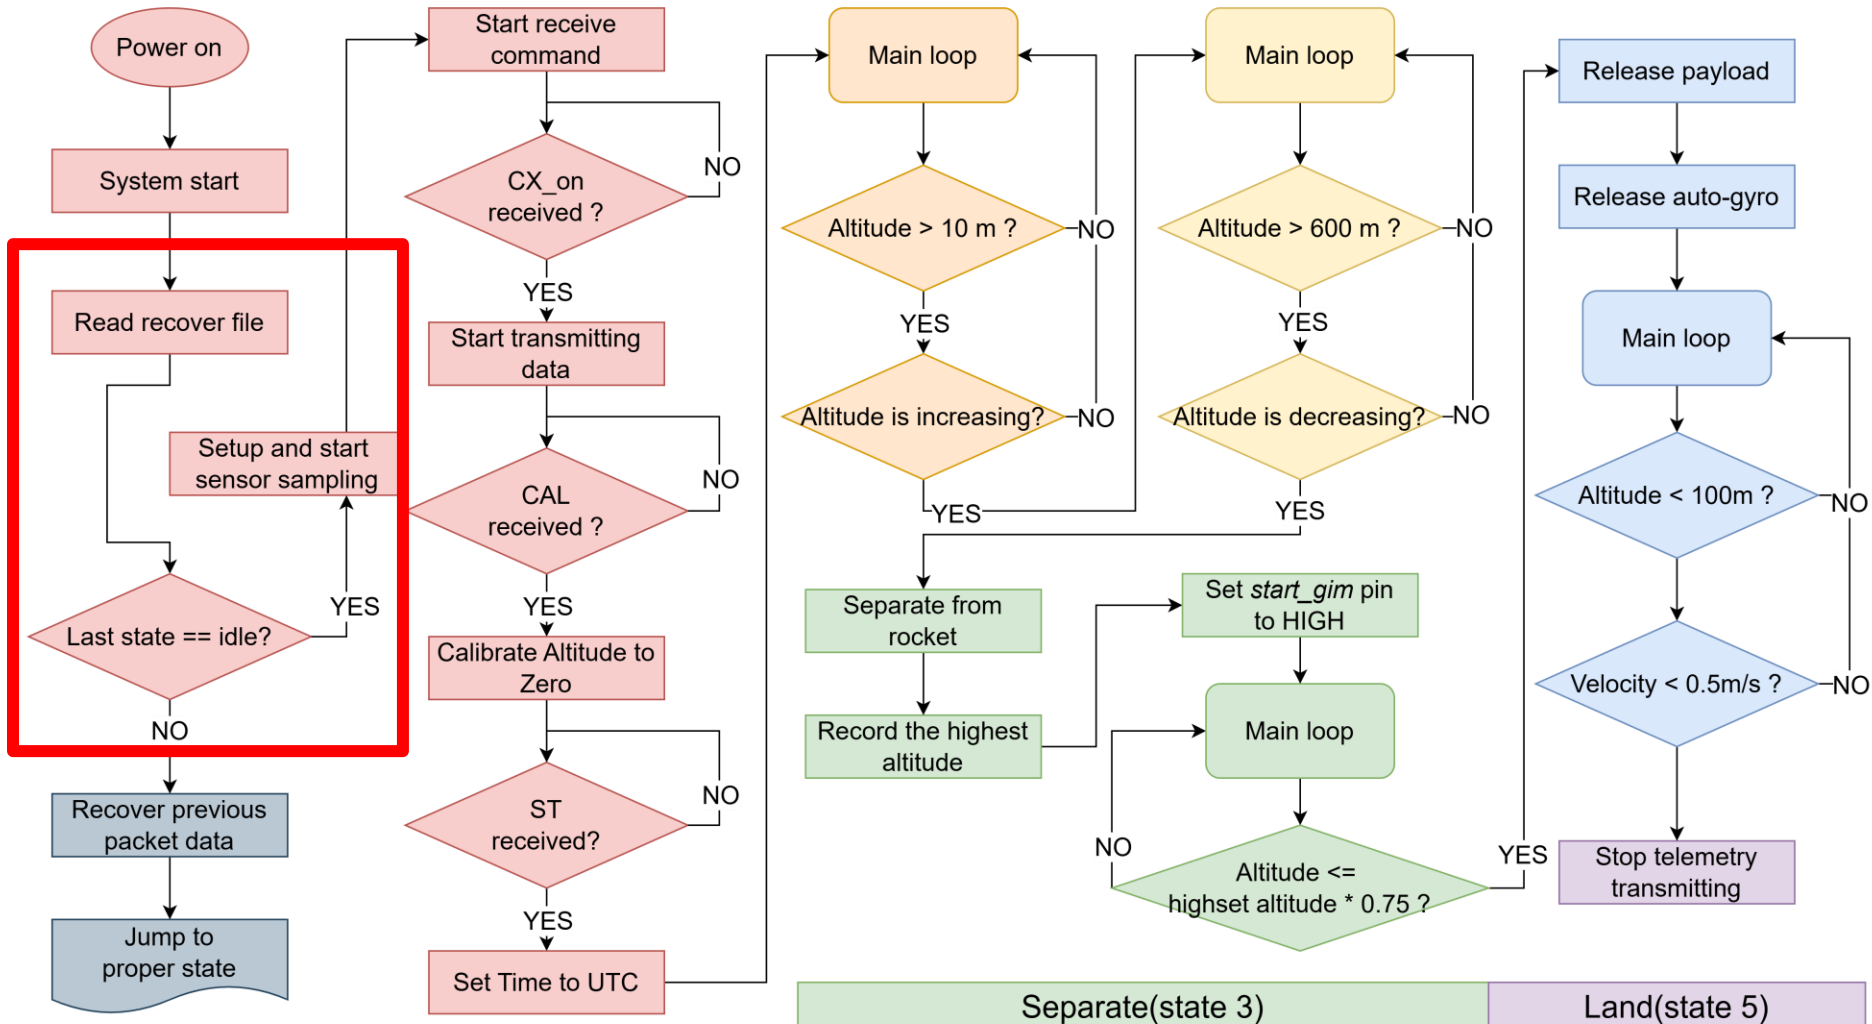 Power on
System start
Read recover file
Setup and start
sensor sampling
YES
Last state == idle?
NO
Recover previous
packet data
Jump to
proper state
Start receive
command
CX_on
received ?
NO
YES
Start transmitting
data
CAL
received ?
NO
YES
Calibrate Altitude to
Zero
ST
received?
NO
YES
Set Time to UTC
Main loop
Altitude > 10 m ?
NO
YES
Altitude is increasing?
NO
YES
Main loop
Altitude > 600 m ?
NO
YES
Altitude is decreasing?
NO
YES
Separate from
rocket
Record the highest
altitude
Set start_gim pin
to HIGH
Main loop
NO
Altitude <=
highset altitude * 0.75 ?
YES
Release payload
Release auto-gyro
Main loop
Altitude < 100m ?
NO
Velocity < 0.5m/s ?
NO
Stop telemetry
transmitting
Separate(state 3)
Land(state 5)